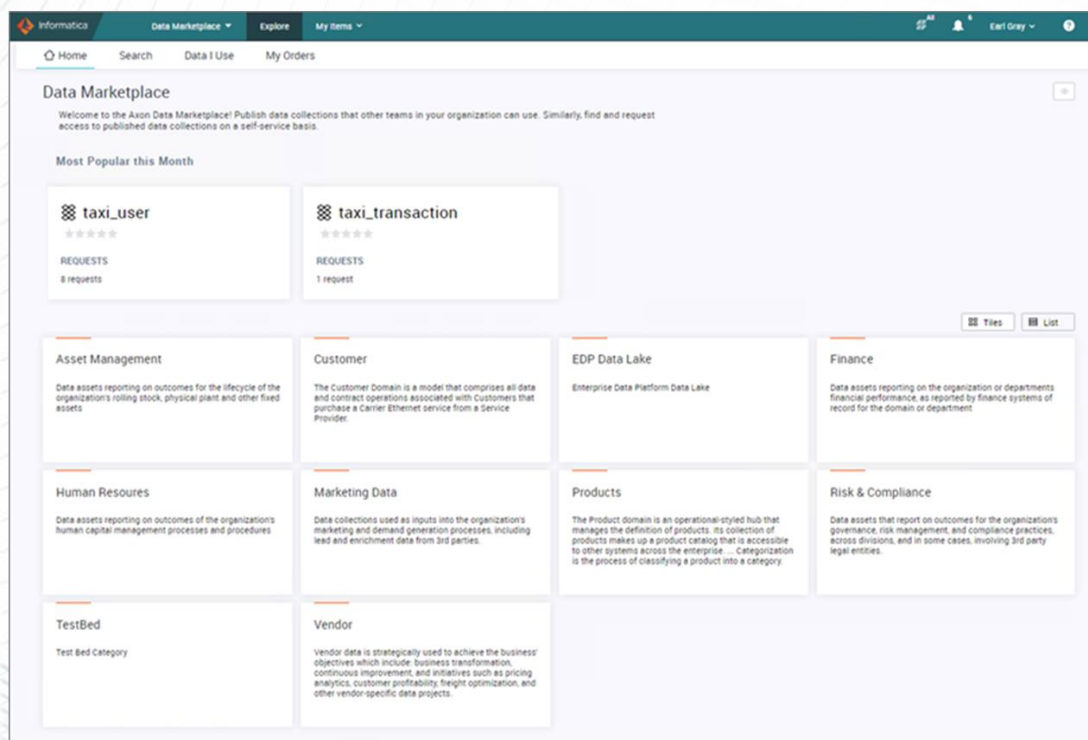 Informatica Data Marketplace Explore My Items All 6 Earl Gray
Home Search Data I Use My Orders
Data Marketplace
Welcome to the Axon Data Marketplace! Publish data collections that other teams in your organization can use. Similarly, find and request
access to published data collections on a self-service basis.
Most Popular this Month
taxi_user
REQUESTS
8 requests
taxi_transaction
REQUESTS
1 request
Tiles List
Asset Management
Data assets reporting on outcomes for the lifecycle of the
organization's rolling stock, physical plant and other fixed
assets
Customer
The Customer Domain is a model that comprises all data
and contract operations associated with Customers that
purchase a Carrier Ethernet service from a Service
Provider.
EDP Data Lake
Enterprise Data Platform Data Lake
Finance
Data assets reporting on the organization or departments
financial performance, as reported by finance systems of
record for the domain or department
Human Resoures
Data assets reporting on outcomes of the organization's
human capital management processes and procedures
Marketing Data
Data collections used as inputs into the organization's
marketing and demand generation processes, including
lead and enrichment data from 3rd parties.
Products
The Product domain is an operational-styled hub that
manages the definition of products. Its collection of
products makes up a product catalog that is accessible
to other systems across the enterprise. ... Categorization
is the process of classifying a product into a category.
Risk & Compliance
Data assets that report on outcomes for the organization's
governance, risk management, and compliance practices,
across divisions, and in some cases, involving 3rd party
legal entities.
TestBed
Test Bed Category
Vendor
Vendor data is strategically used to achieve the business'
objectives which include: business transformation,
continuous improvement, and initiatives such as pricing
analytics, customer profitability, freight optimization, and
other vendor-specific data projects.